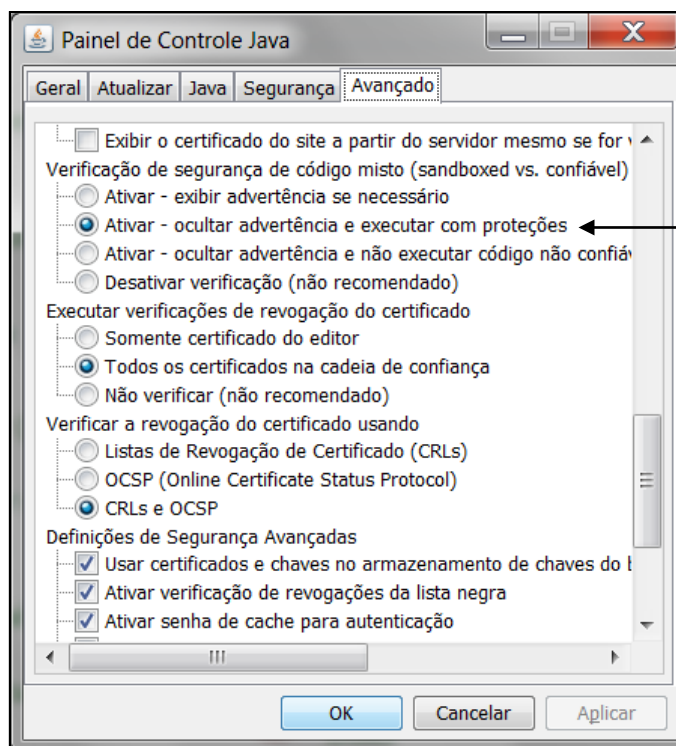 Painel de Controle Java
Geral Atualizar Java Segurança Avançado
Exibir o certificado do site a partir do servidor mesmo se for
Verificação de segurança de código misto (sandboxed vs. confiável)
Ativar - exibir advertência se necessário
Ativar - ocultar advertência e executar com proteções
Ativar - ocultar advertência e não executar código não
Desativar verificação (não recomendado)
Executar verificações de revogação do certificado
Somente certificado do editor
Todos os certificados na cadeia de confiança
Não verificar (não recomendado)
Verificar a revogação do certificado usando
Listas de Revogação de Certificado (CRLs)
OCSP (Online Certificate Status Protocol)
CRLs e OCSP
Definições de Segurança Avançadas
Usar certificados e chaves no armazenamento de chaves do
Ativar verificação de revogações da lista negra
Ativar senha de cache para autenticação
OK Cancelar Aplicar